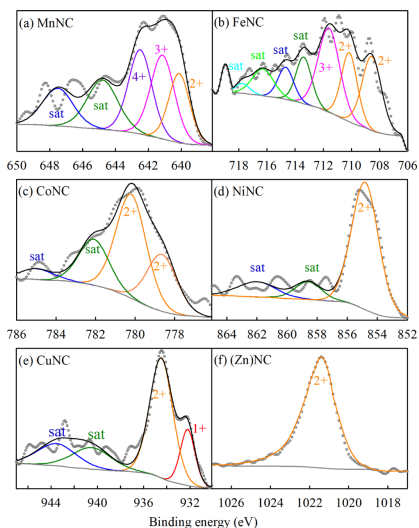 (a) MnNC
3+
4+
2+
sat
sat
650 648 646 644 642 640
(b) FeNC
sat
sat
sat
sat
3+
2+
2+
718 716 714 712 710 708 706
(c) CoNC
2+
sat
sat
2+
786 784 782 780 778
(d) NiNC
2+
sat
sat
864 862 860 858 856 854 852
(e) CuNC
2+
1+
sat
sat
944 940 936 932
(f) (Zn)NC
2+
1026 1024 1022 1020 1018
Binding energy (eV)